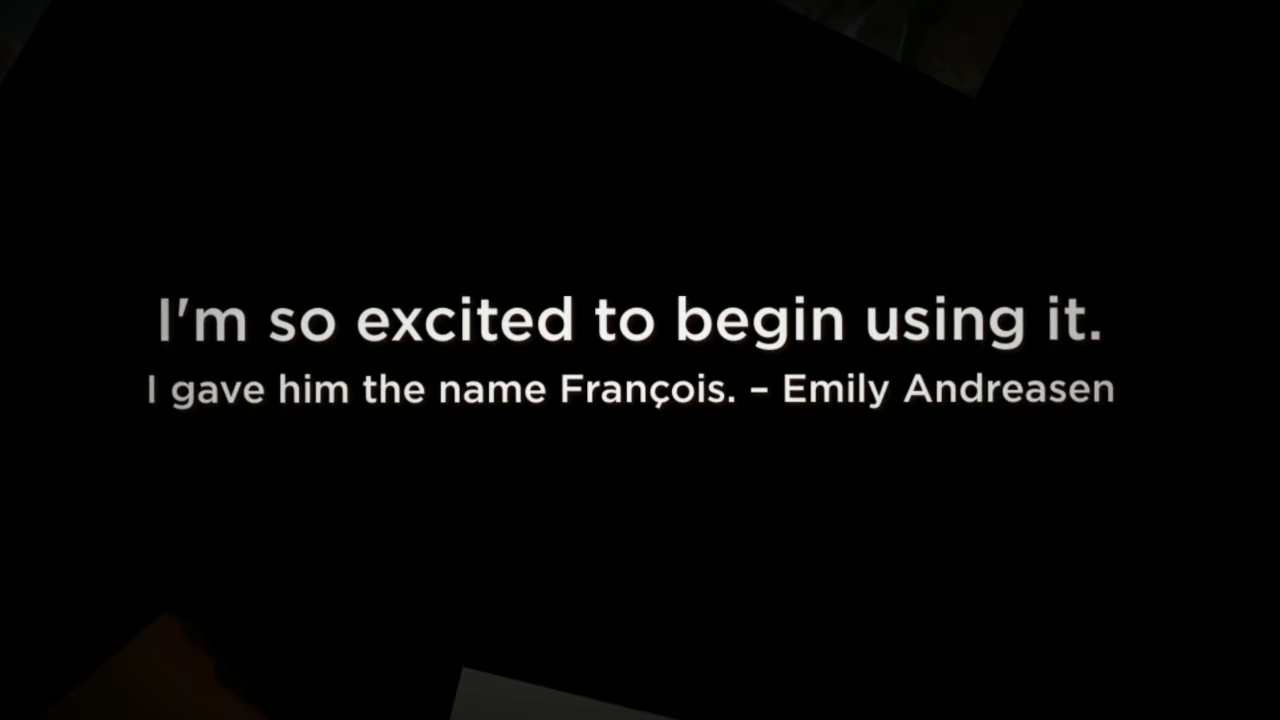 I'm so excited to begin using it.
I gave him the name François. – Emily Andreasen